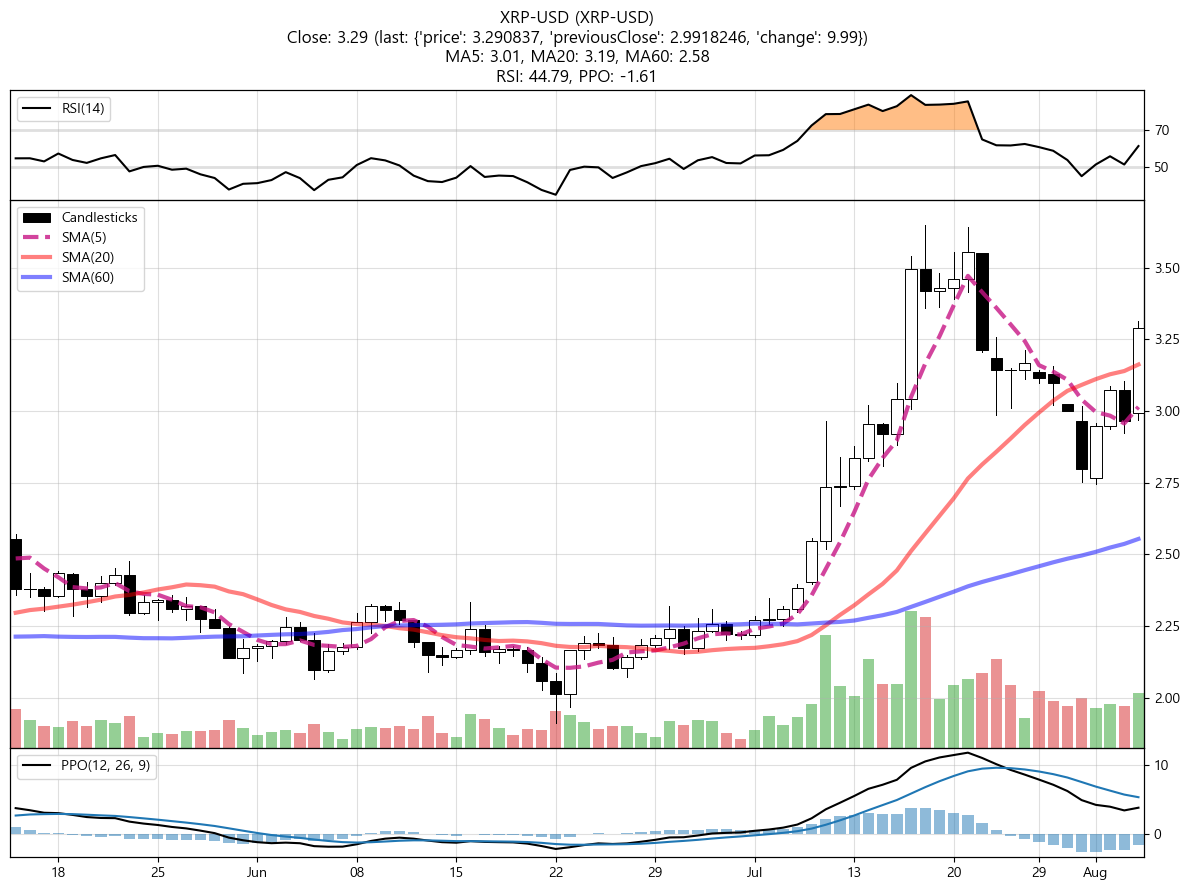 XRP-USD (XRP-USD)
Close: 3.29 (last: {'price': 3.290837, 'previousClose': 2.9918246, 'change': 9.99})
MA5: 3.01, MA20: 3.19, MA60: 2.58
RSI: 44.79, PPO: -1.61
RSI(14)
70
50
Candlesticks
SMA(5)
SMA(20)
SMA(60)
3.50
3.25
3.00
2.75
2.50
2.25
2.00
PPO(12, 26, 9)
10
0
18 25 Jun 08 15 22 29 Jul 13 20 29 Aug